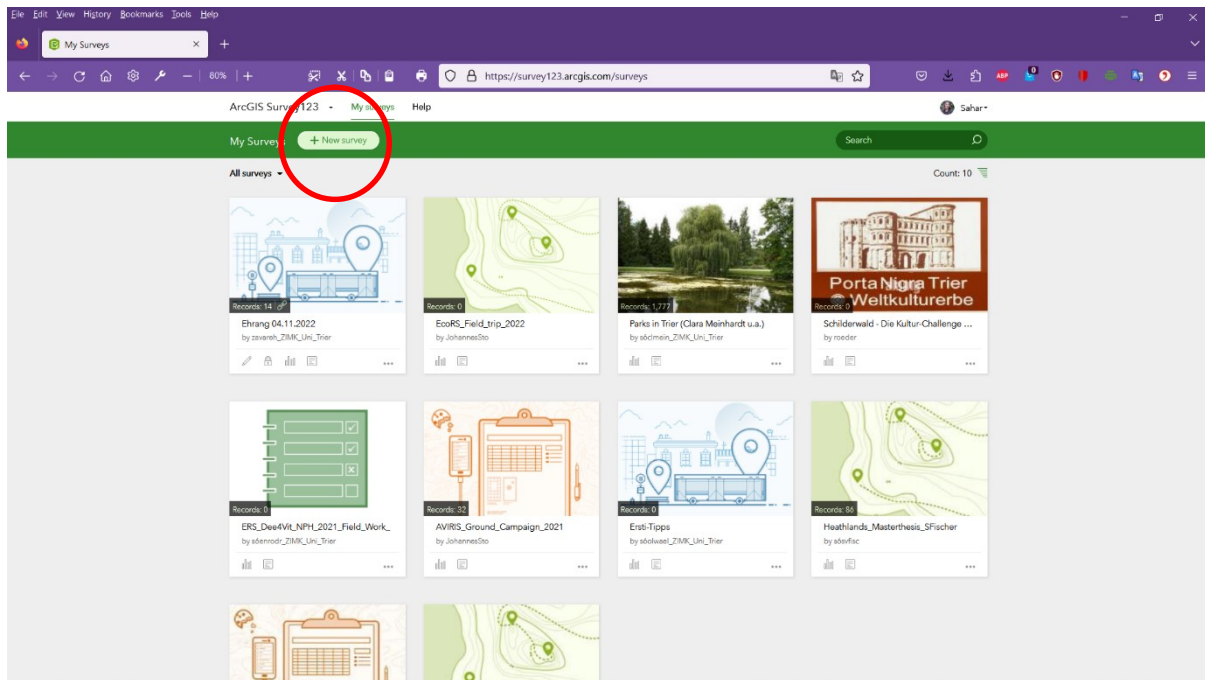 File Edit View History Bookmarks Tools Help
My Surveys
80%
https://survey123.arcgis.com/surveys
ABP
0
ArcGIS Survey123 My surveys Help
Sahar
My Surveys + New survey
Search
All surveys
Count: 10
Porta Nigra Trier
Weltkulturerbe
Records: 14
Records: 0
Records: 1,777
Records: 0
Ehrang 04.11.2022
EcoRS_Field_trip_2022
Parks in Trier (Clara Meinhardt u.a.)
Schilderwald - Die Kultur-Challenge ...
by zavareh_ZIMK_Uni_Trier
by JohannesSto
by s6clmein_ZIMK_Uni_Trier
by roeder
Records: 0
Records: 32
Records: 0
Records: 86
ERS_Dee4Vit_NPH_2021_Field_Work_
AVIRIS_Ground_Campaign_2021
Ersti-Tipps
Heathlands_Masterthesis_SFischer
by s6enrodr_ZIMK_Uni_Trier
by JohannesSto
by s6olwael_ZIMK_Uni_Trier
by s6svfisc